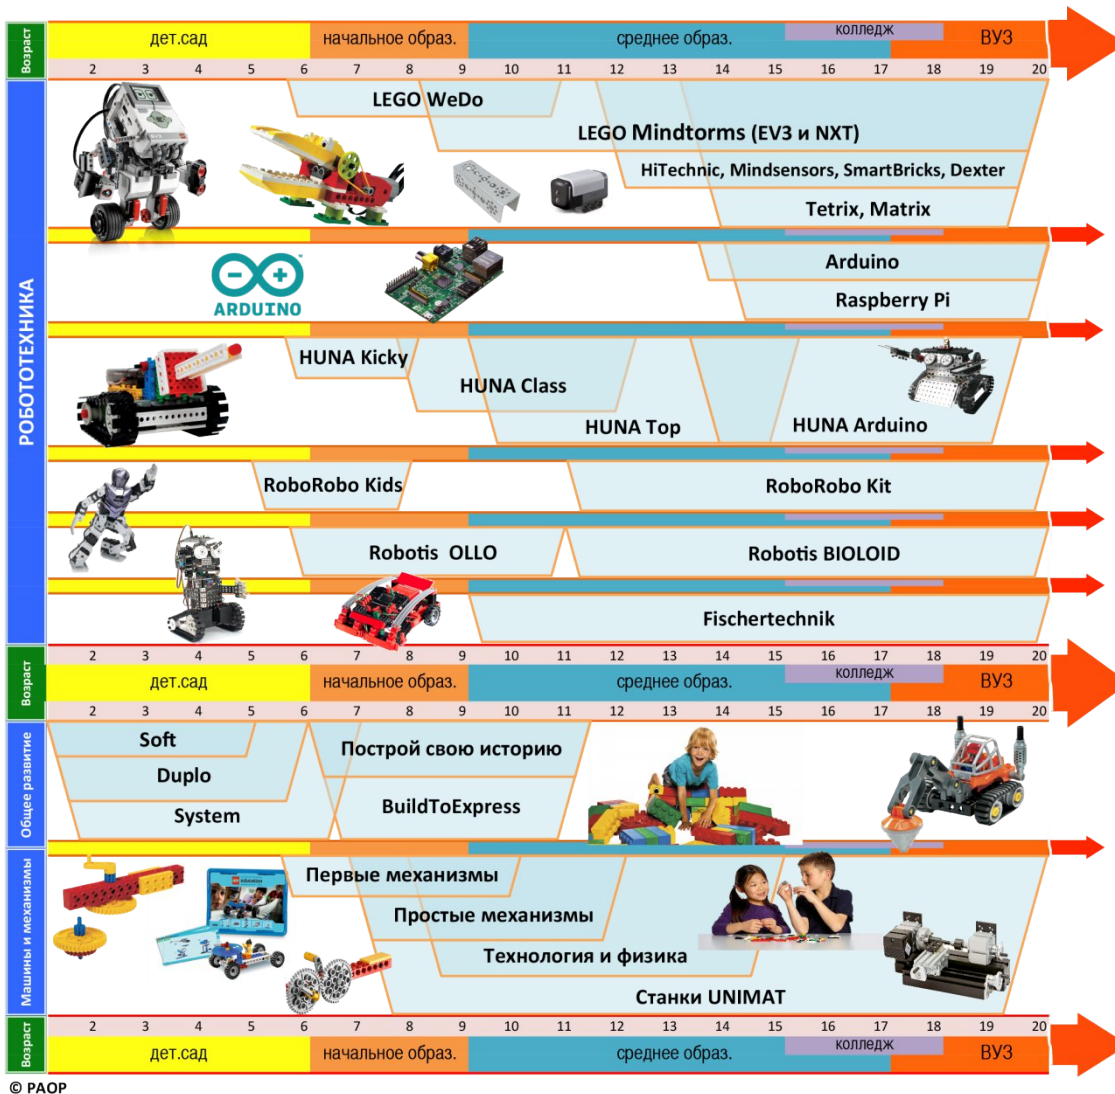 Возраст
дет.сад
начальное образ.
среднее образ.
колледж
ВУЗ
2 3 4 5 6 7 8 9 10 11 12 13 14 15 16 17 18 19 20
РОБОТОТЕХНИКА
LEGO WeDo
LEGO Mindtorms (EV3 и NXT)
HiTechnic, Mindsensors, SmartBricks, Dexter
Tetrix, Matrix
ARDUINO
Arduino
Raspberry Pi
HUNA Kicky
HUNA Class
HUNA Top
HUNA Arduino
RoboRobo Kids
RoboRobo Kit
Robotis OLLO
Robotis BIOLOID
Fischertechnik
2 3 4 5 6 7 8 9 10 11 12 13 14 15 16 17 18 19 20
Возраст
дет.сад
начальное образ.
среднее образ.
колледж
ВУЗ
2 3 4 5 6 7 8 9 10 11 12 13 14 15 16 17 18 19 20
Общее развитие
Soft
Duplo
System
Построй свою историю
BuildToExpress
Машины и механизмы
Первые механизмы
Простые механизмы
Технология и физика
Станки UNIMAT
2 3 4 5 6 7 8 9 10 11 12 13 14 15 16 17 18 19 20
Возраст
дет.сад
начальное образ.
среднее образ.
колледж
ВУЗ
© РАОР